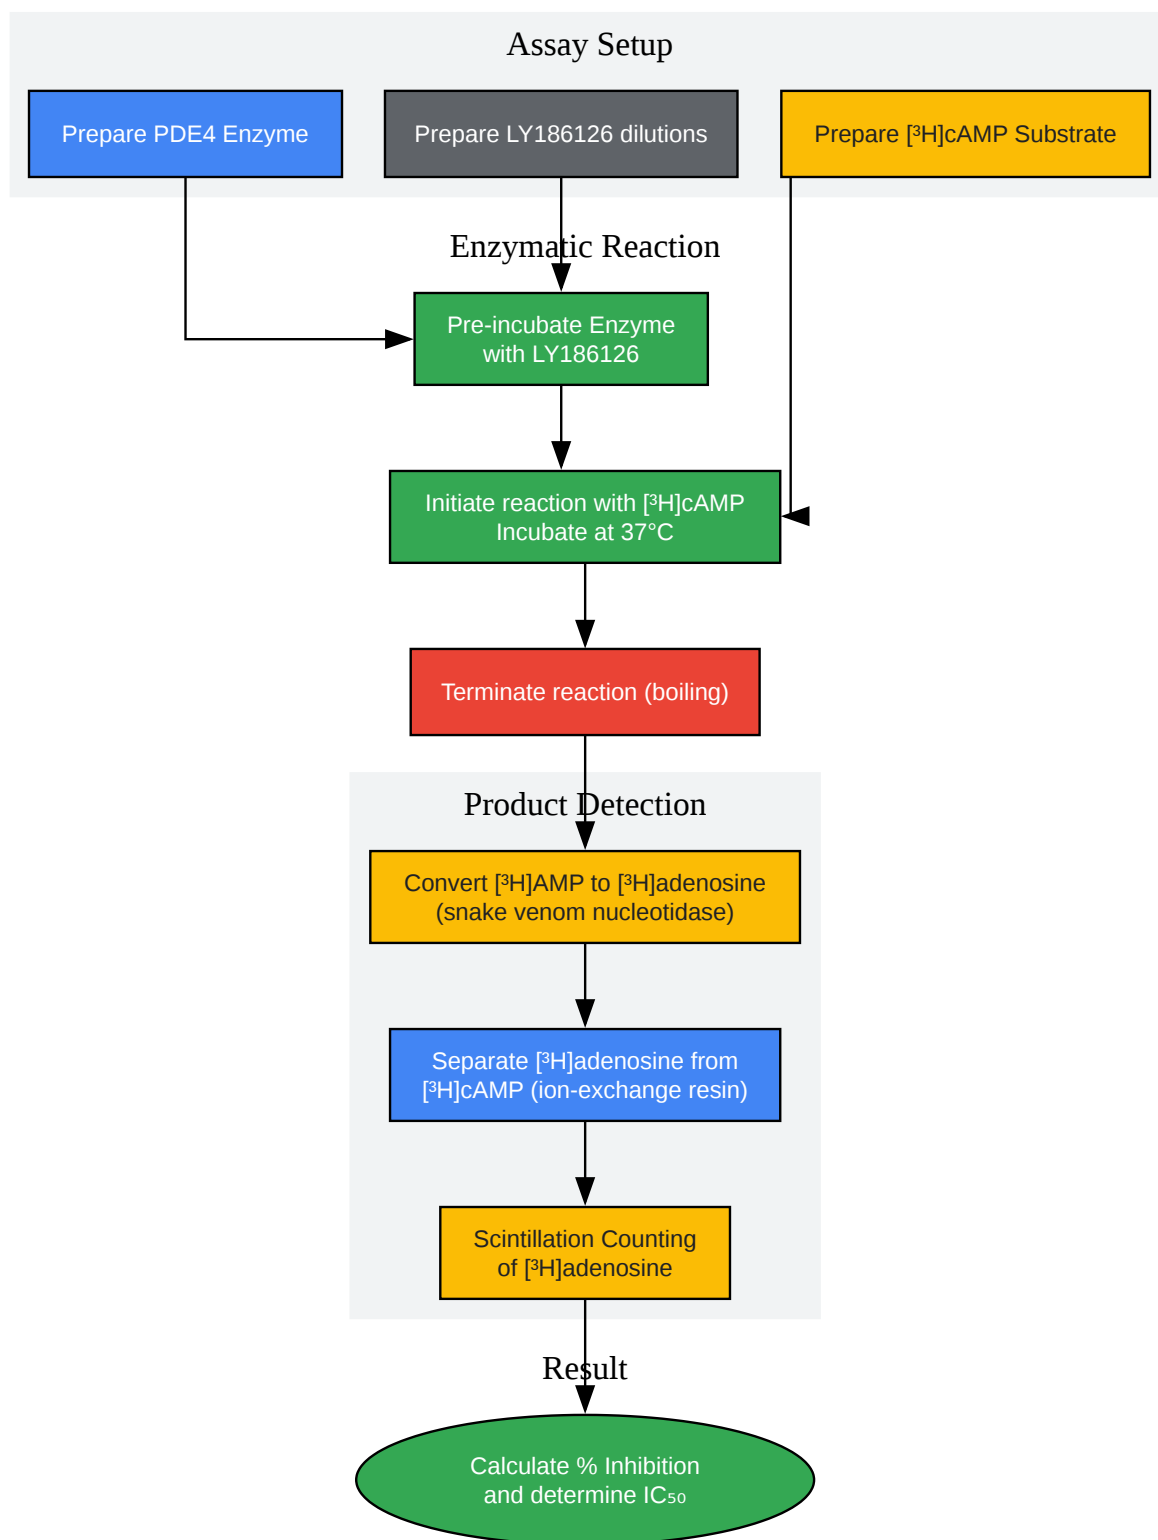 Assay Setup
Prepare PDE4 Enzyme
Prepare LY186126 dilutions
Prepare [³H]cAMP Substrate
Enzymatic Reaction
Pre-incubate Enzyme
with LY186126
Initiate reaction with [³H]cAMP
Incubate at 37°C
Terminate reaction (boiling)
Product Detection
Convert [³H]AMP to [³H]adenosine
(snake venom nucleotidase)
Separate [³H]adenosine from
[³H]cAMP (ion-exchange resin)
Scintillation Counting
of [³H]adenosine
Result
Calculate % Inhibition
and determine IC₅₀